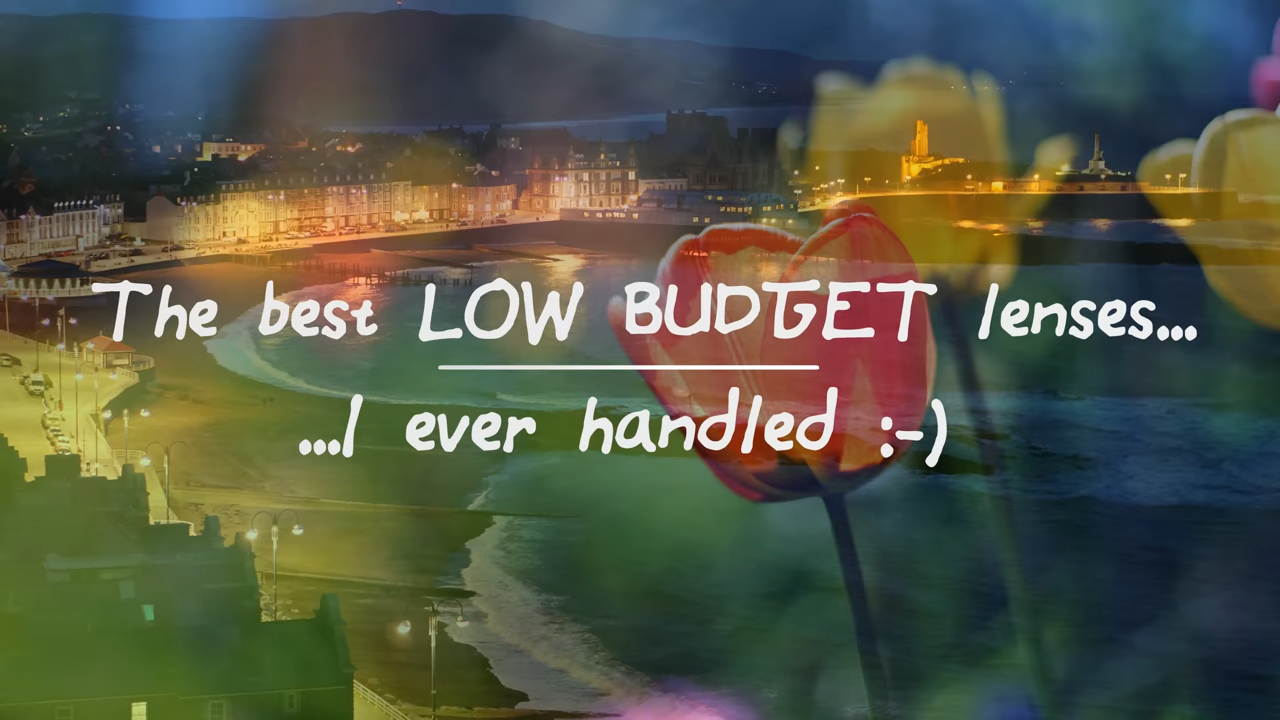 The best LOW BUDGET lenses...
...I ever handled :-)